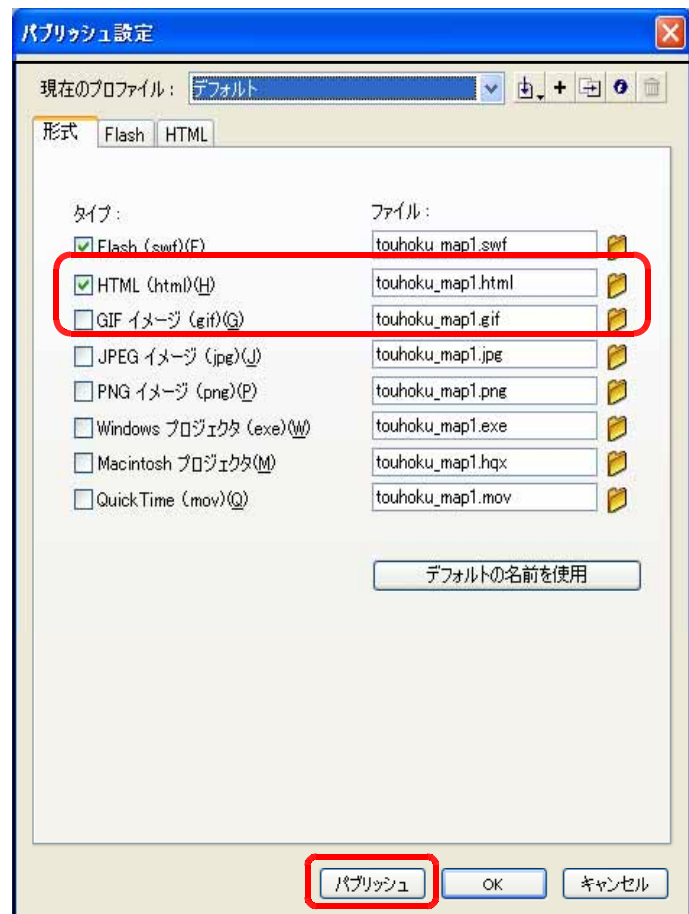 パブリッシュ設定
現在のプロファイル： デフォルト
形式 Flash HTML
タイプ： ファイル：
Flash (swf)(F) touhoku_map1.swf
HTML (html)(H) touhoku_map1.html
GIF イメージ (gif)(G) touhoku_map1.gif
JPEG イメージ (jpg)(J) touhoku_map1.jpg
PNG イメージ (png)(P) touhoku_map1.png
Windows プロジェクタ (exe)(W) touhoku_map1.exe
Macintosh プロジェクタ(M) touhoku_map1.hqx
QuickTime (mov)(Q) touhoku_map1.mov
デフォルトの名前を使用
パブリッシュ OK キャンセル